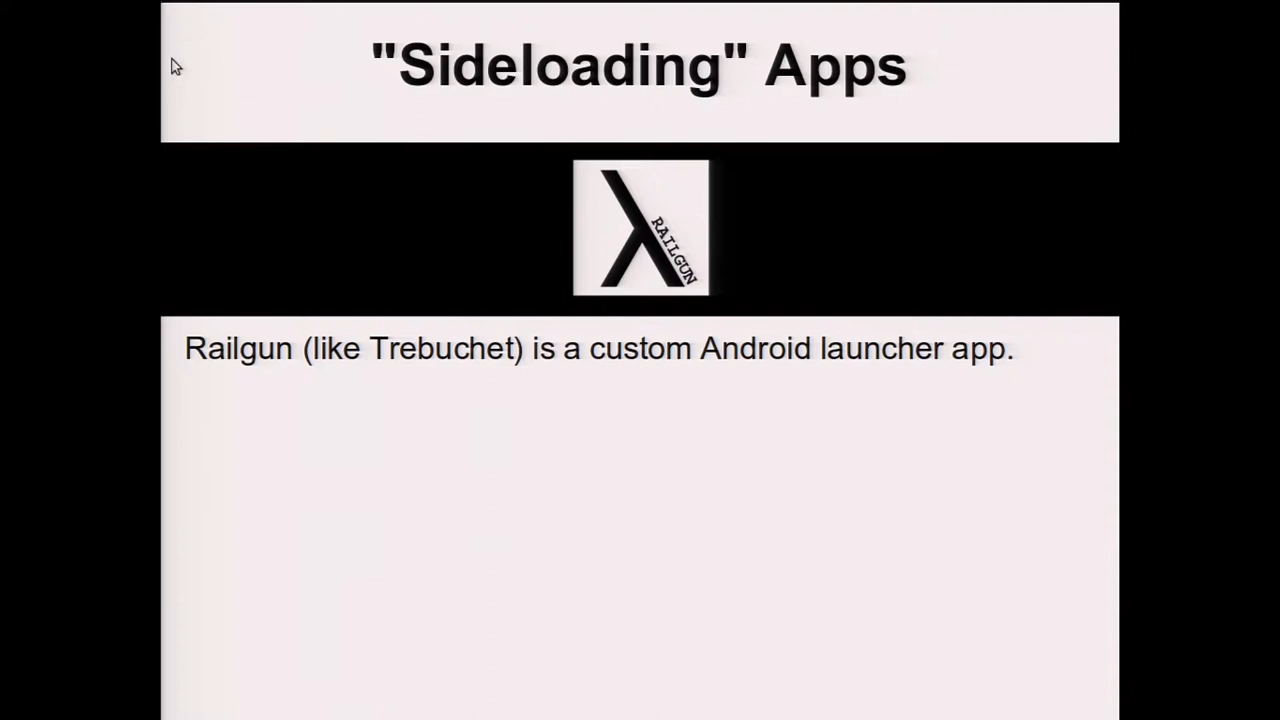 "Sideloading" Apps
λ
RAILGUN
Railgun (like Trebuchet) is a custom Android launcher app.